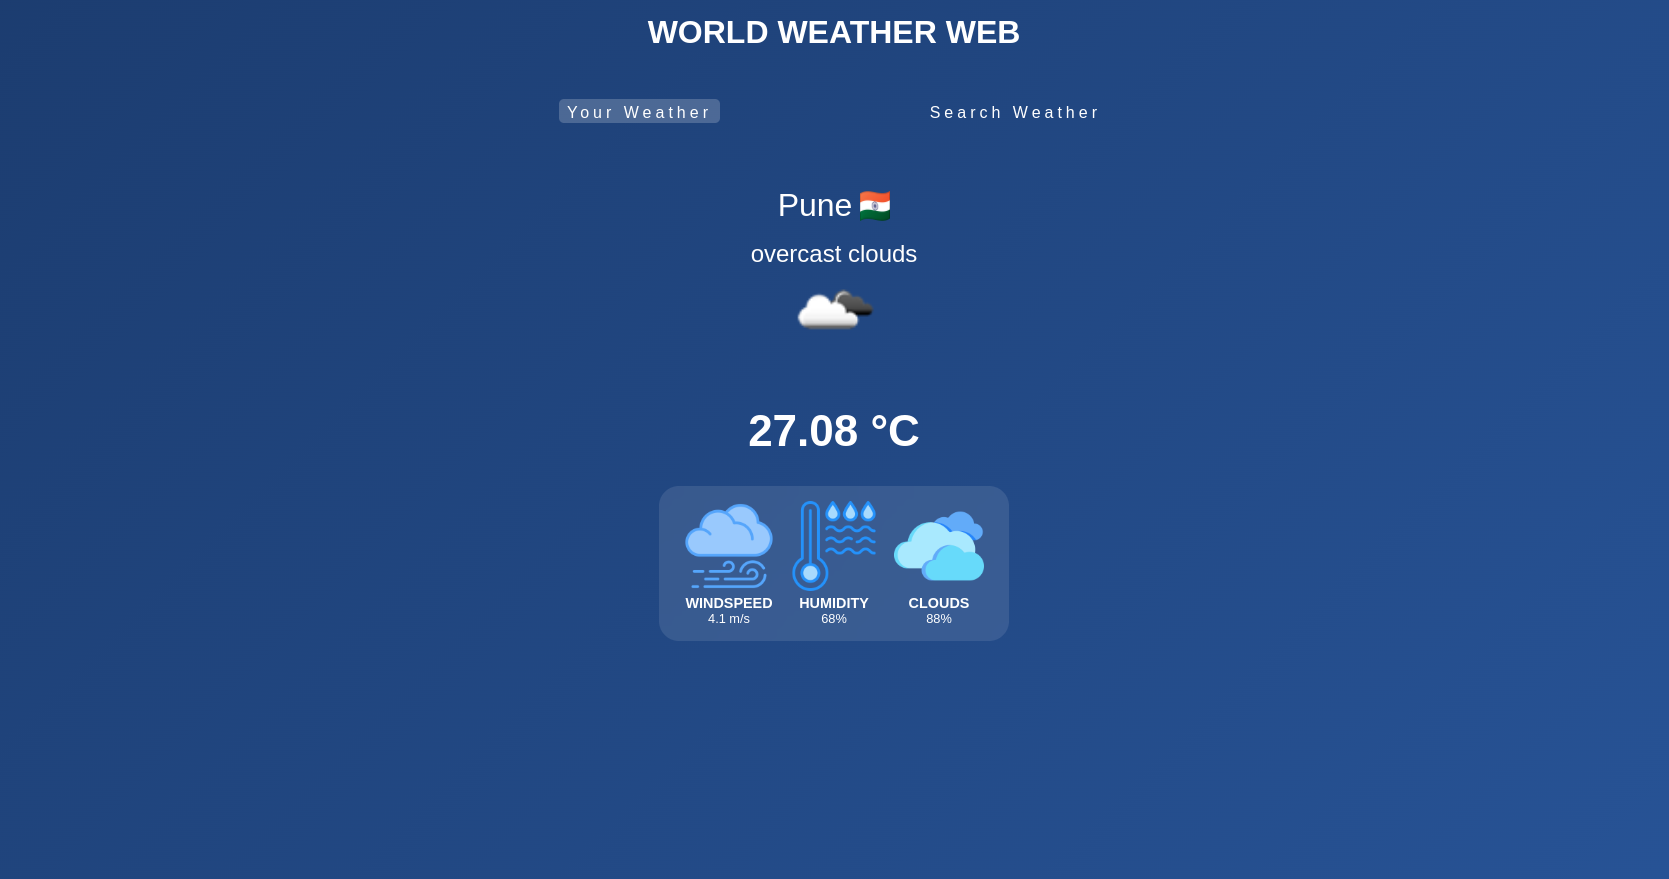 WORLD WEATHER WEB
Your Weather
Search Weather
Pune
overcast clouds
27.08 °C
WINDSPEED
4.1 m/s
HUMIDITY
68%
CLOUDS
88%